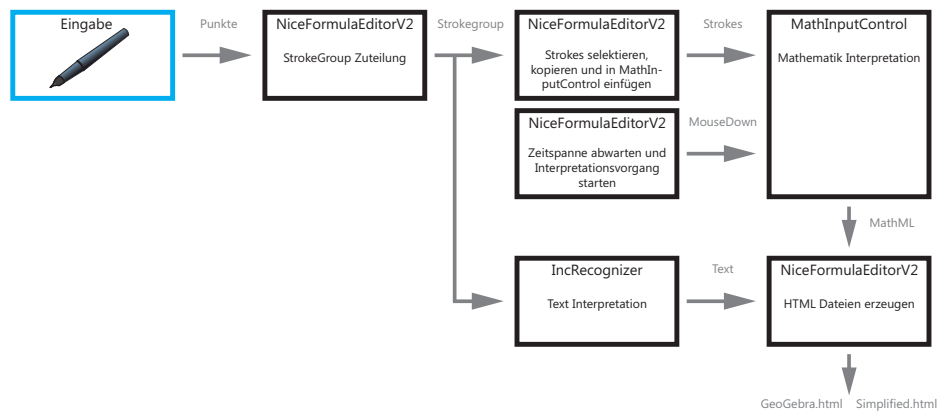 Eingabe
Punkte
NiceFormulaEditorV2
StrokeGroup Zuteilung
Strokegroup
NiceFormulaEditorV2
Strokes selektieren,
kopieren und in MathIn-
putControl einfügen
Strokes
MathInputControl
Mathematik Interpretation
NiceFormulaEditorV2
Zeitspanne abwarten und
Interpretationsvorgang
starten
MouseDown
MathML
IncRecognizer
Text Interpretation
Text
NiceFormulaEditorV2
HTML Dateien erzeugen
GeoGebra.html Simplified.html